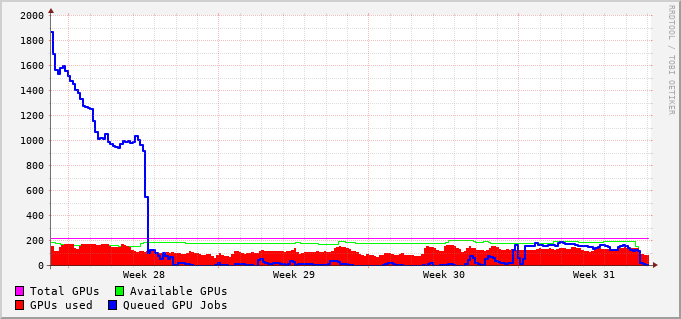 2000
1800
1600
1400
1200
1000
800
600
400
200
0
Week 28 Week 29 Week 30 Week 31
Total GPUs Available GPUs
GPUs used Queued GPU Jobs
RRDTOOL / TOBI OETIKER